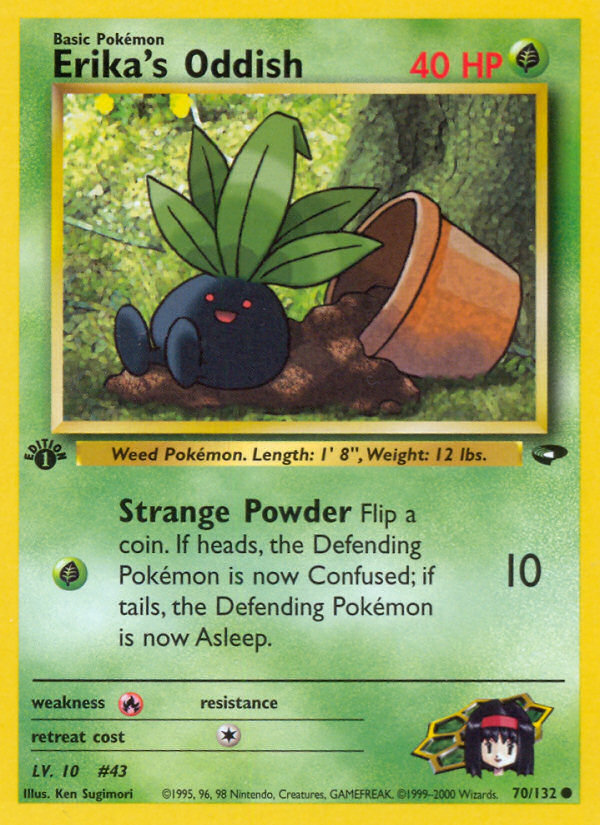 Basic Pokémon
Erika's Oddish
40 HP
EDITION
1
Weed Pokémon. Length: 1' 8", Weight: 12 lbs.
Strange Powder Flip a
coin. If heads, the Defending
Pokémon is now Confused; if
tails, the Defending Pokémon
is now Asleep.
10
weakness
resistance
retreat cost
LV. 10 #43
Illus. Ken Sugimori
©1995, 96, 98 Nintendo, Creatures, GAMEFREAK. ©1999-2000 Wizards.
70/132